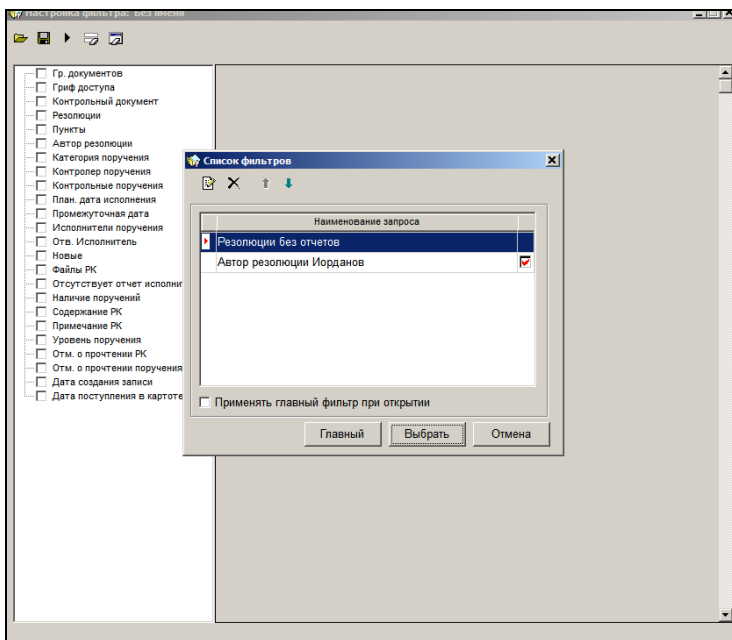 Настройка фильтра: Без имени
Гр. документов
Гриф доступа
Контрольный документ
Резолюции
Пункты
Автор резолюции
Категория поручения
Контролер поручения
Контрольные поручения
План. дата исполнения
Промежуточная дата
Исполнители поручения
Отв. Исполнитель
Новые
Файлы РК
Отсутствует отчет исполни
Наличие поручений
Содержание РК
Примечание РК
Уровень поручения
Отм. о прочтении РК
Отм. о прочтении поручения
Дата создания записи
Дата поступления в картоте
Список фильтров
Наименование запроса
Резолюции без отчетов
Автор резолюции Иорданов
Применять главный фильтр при открытии
Главный Выбрать Отмена